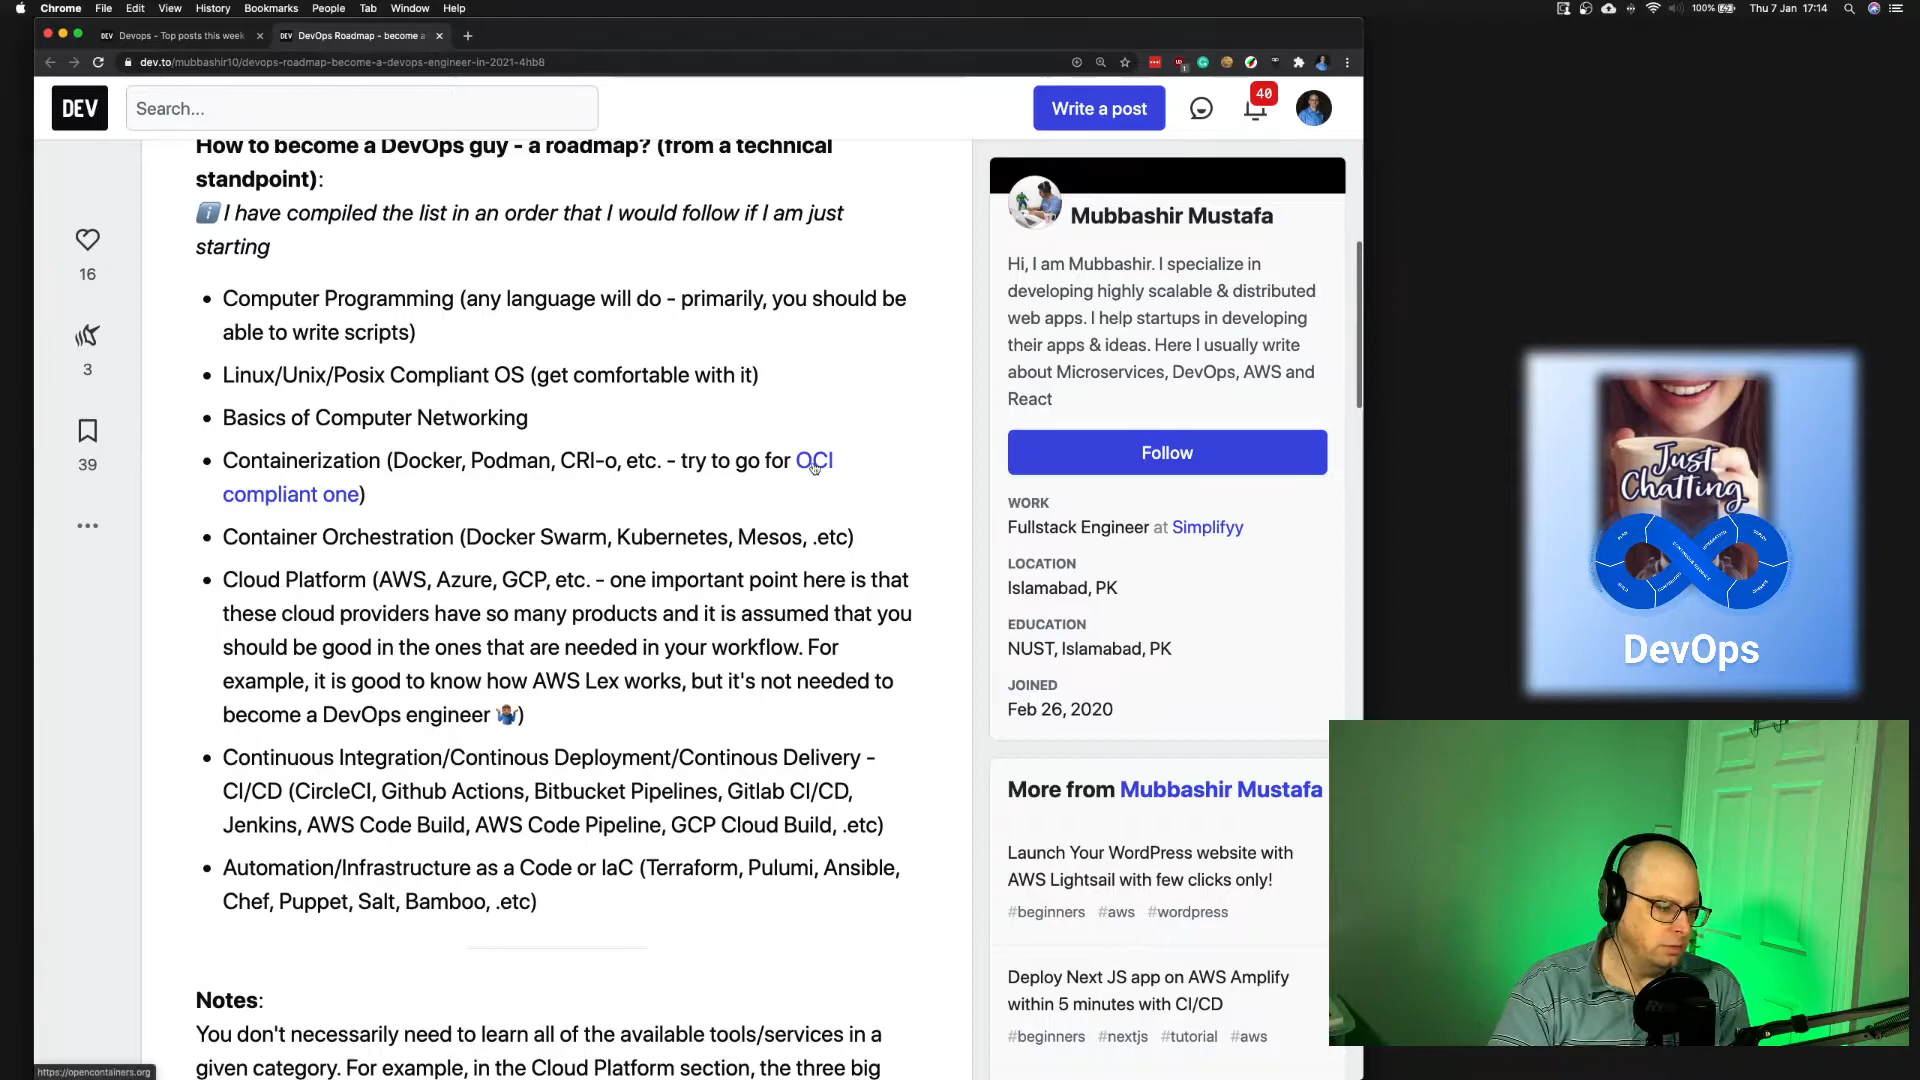 Chrome File Edit View History Bookmarks People Tab Window Help
100% Thu 7 Jan 17:14
DEV Devops - Top posts this week
DEV DevOps Roadmap - become a
dev.to/mubbashir10/devops-roadmap-become-a-devops-engineer-in-2021-4hb8
DEV
Search...
Write a post
40
How to become a DevOps guy - a roadmap? (from a technical
standpoint):
I have compiled the list in an order that I would follow if I am just
starting
16
3
39
• Computer Programming (any language will do - primarily, you should be
able to write scripts)
• Linux/Unix/Posix Compliant OS (get comfortable with it)
• Basics of Computer Networking
• Containerization (Docker, Podman, CRI-o, etc. - try to go for OCI
compliant one)
• Container Orchestration (Docker Swarm, Kubernetes, Mesos, .etc)
• Cloud Platform (AWS, Azure, GCP, etc. - one important point here is that
these cloud providers have so many products and it is assumed that you
should be good in the ones that are needed in your workflow. For
example, it is good to know how AWS Lex works, but it's not needed to
become a DevOps engineer 🤷🏾‍♂️)
• Continuous Integration/Continous Deployment/Continous Delivery -
CI/CD (CircleCI, Github Actions, Bitbucket Pipelines, Gitlab CI/CD,
Jenkins, AWS Code Build, AWS Code Pipeline, GCP Cloud Build, .etc)
• Automation/Infrastructure as a Code or IaC (Terraform, Pulumi, Ansible,
Chef, Puppet, Salt, Bamboo, .etc)
Notes:
You don't necessarily need to learn all of the available tools/services in a
given category. For example, in the Cloud Platform section, the three big
https://opencontainers.org
Mubbashir Mustafa
Hi, I am Mubbashir. I specialize in
developing highly scalable & distributed
web apps. I help startups in developing
their apps & ideas. Here I usually write
about Microservices, DevOps, AWS and
React
Follow
WORK
Fullstack Engineer at Simplifyy
LOCATION
Islamabad, PK
EDUCATION
NUST, Islamabad, PK
JOINED
Feb 26, 2020
More from Mubbashir Mustafa
Launch Your WordPress website with
AWS Lightsail with few clicks only!
#beginners #aws #wordpress
Deploy Next JS app on AWS Amplify
within 5 minutes with CI/CD
#beginners #nextjs #tutorial #aws
Just
Chatting
DevOps